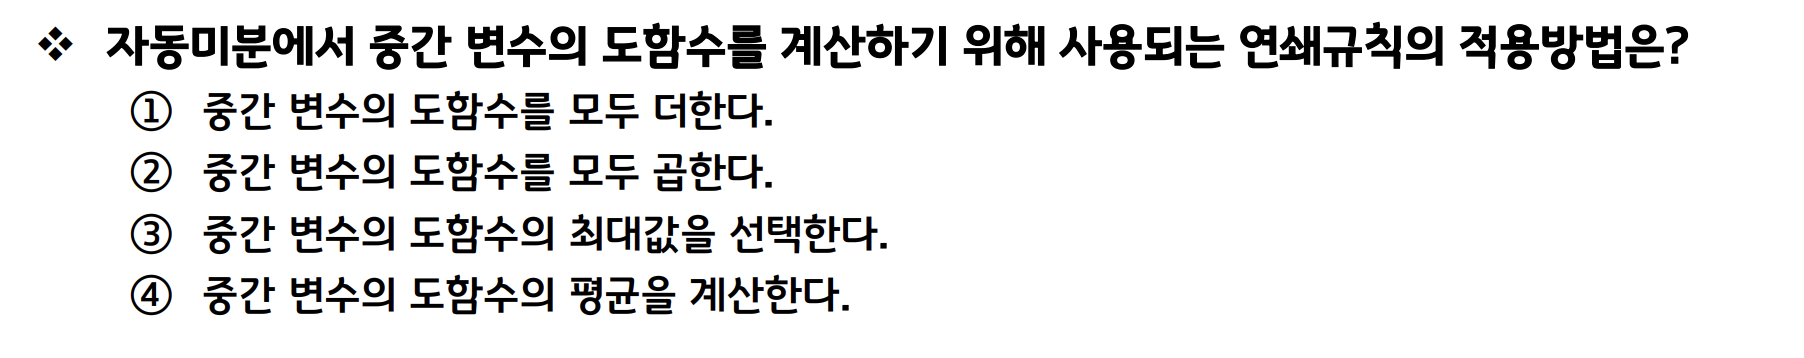 ❖ 자동미분에서 중간 변수의 도함수를 계산하기 위해 사용되는 연쇄규칙의 적용방법은?
① 중간 변수의 도함수를 모두 더한다.
② 중간 변수의 도함수를 모두 곱한다.
③ 중간 변수의 도함수의 최대값을 선택한다.
④ 중간 변수의 도함수의 평균을 계산한다.